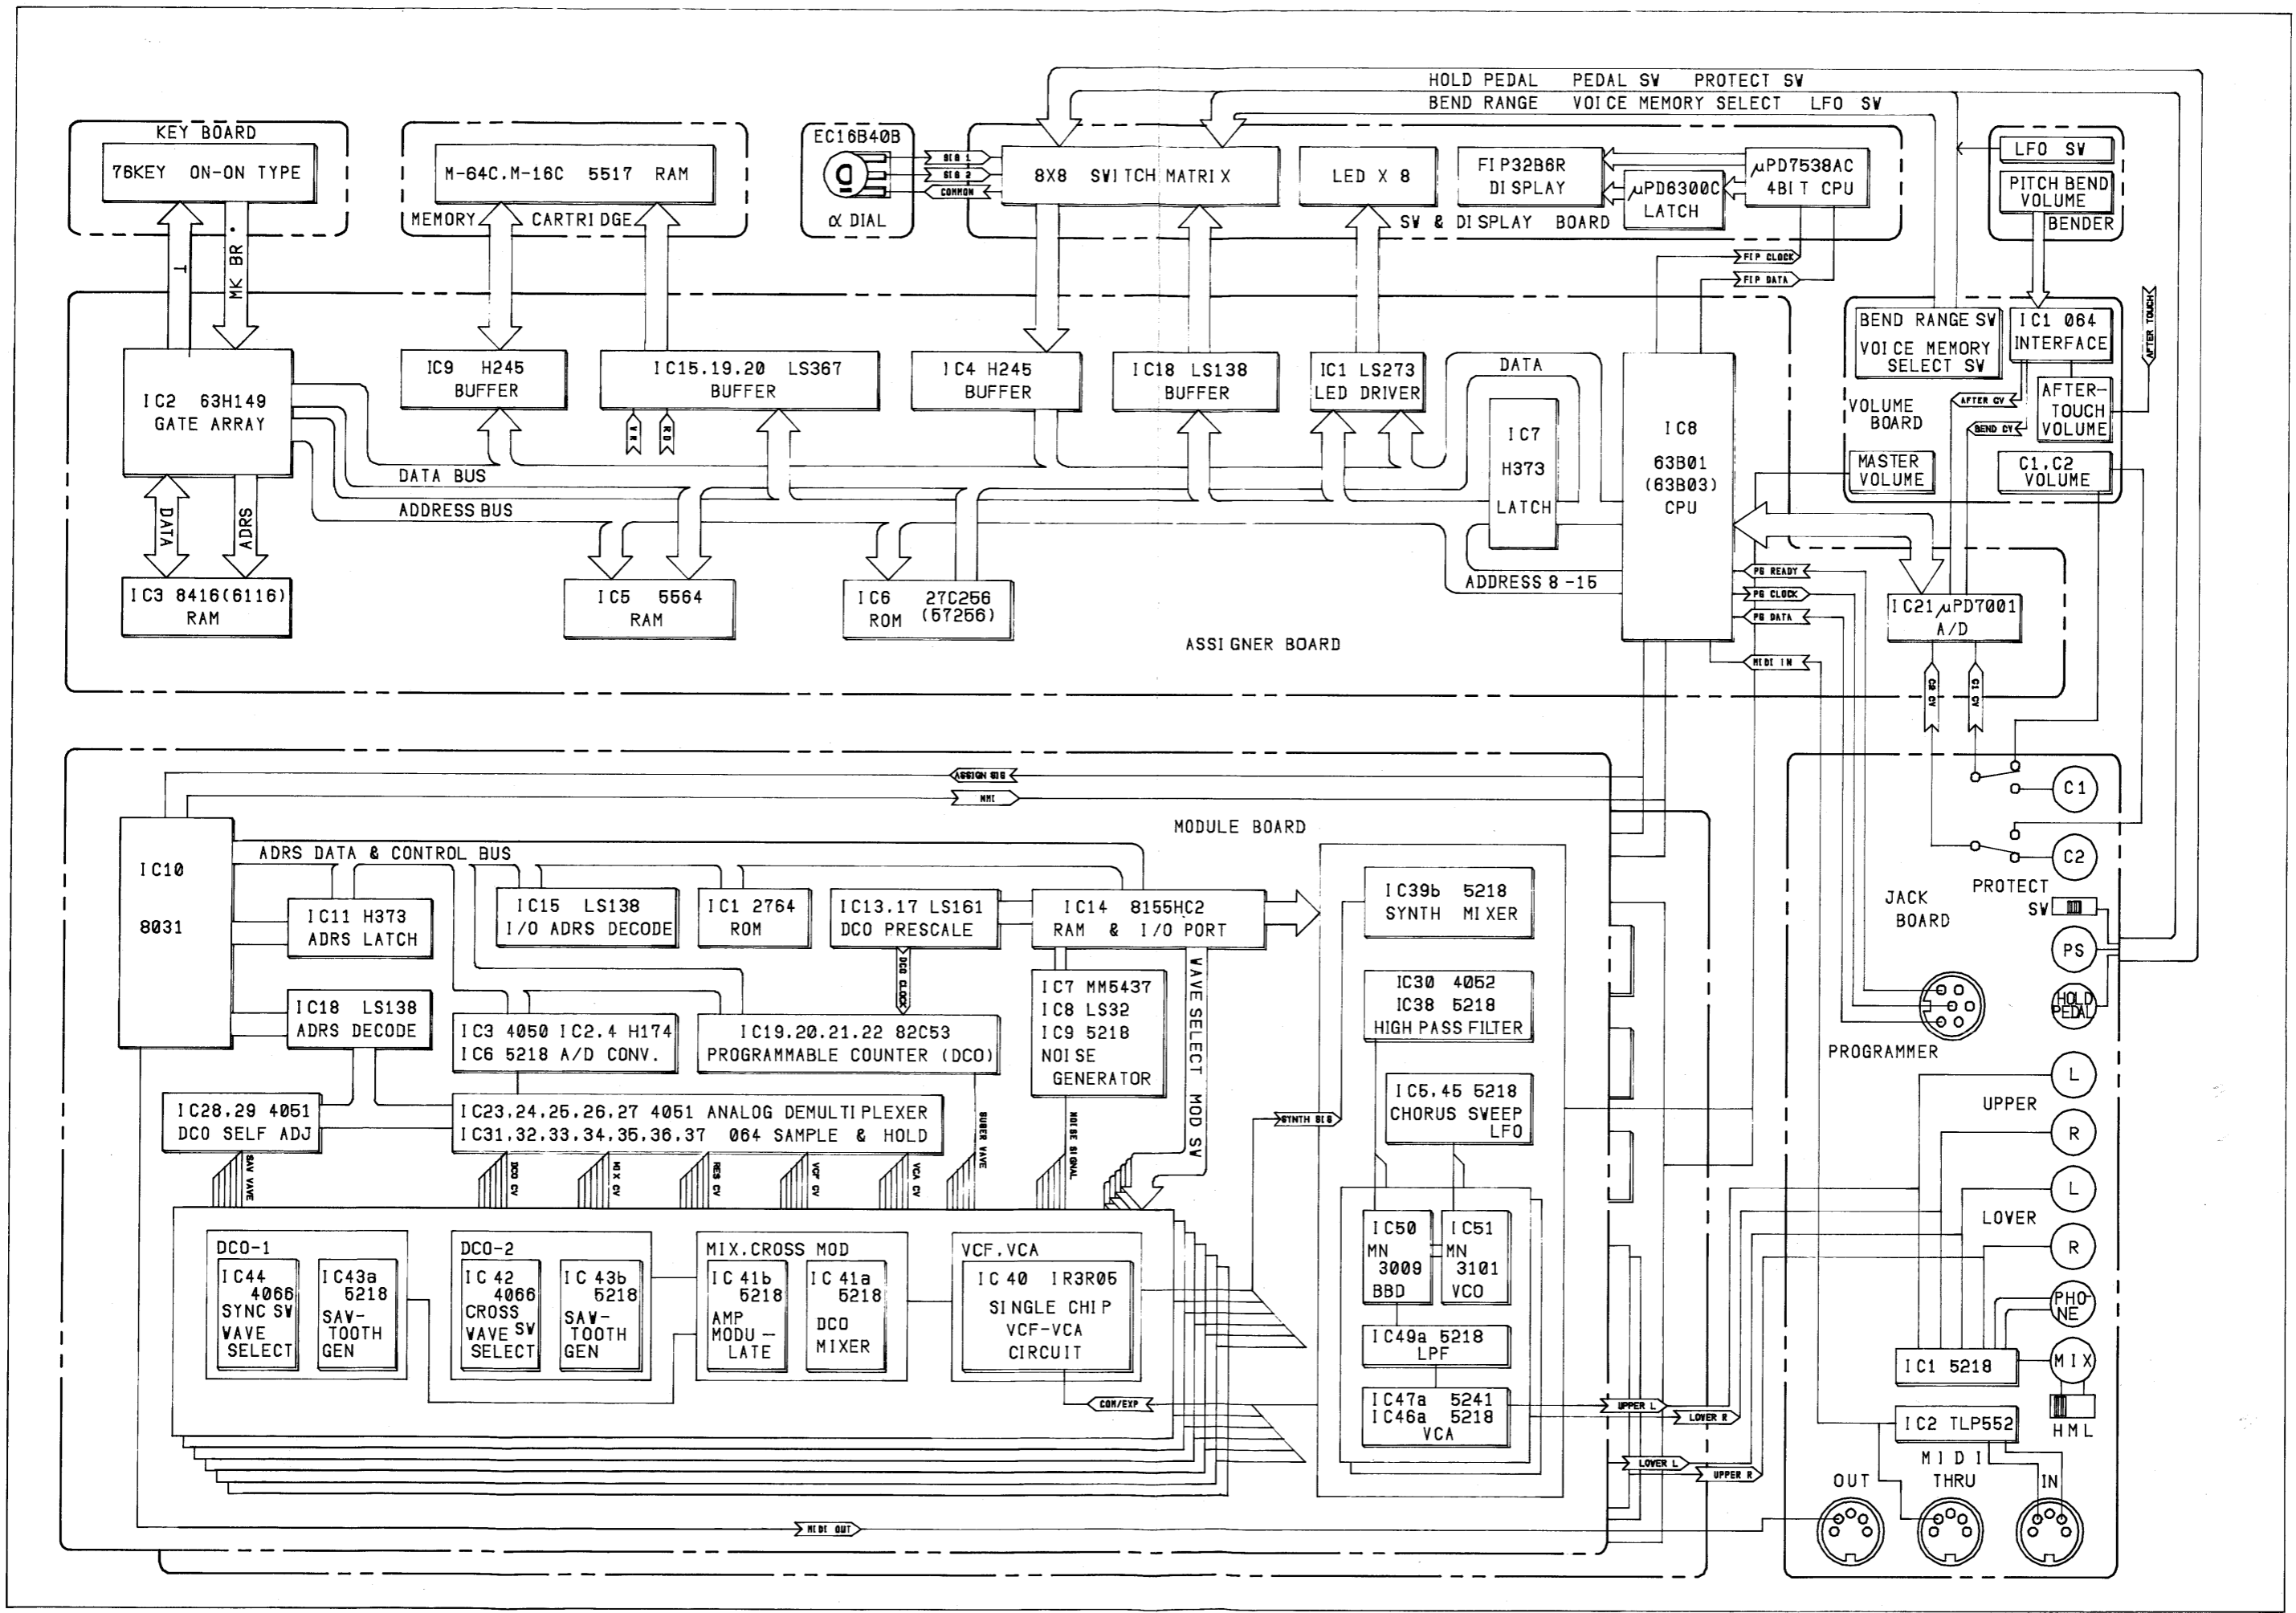 HOLD PEDAL PEDAL SW PROTECT SW
BEND RANGE VOICE MEMORY SELECT LFO SW
KEY BOARD
76KEY ON-ON TYPE
T
MK BR
M-64C.M-16C 5517 RAM
MEMORY CARTRIDGE
EC16B40B
α DIAL
SIG 1
SIG 2
COMMON
8X8 SWITCH MATRIX
LED X 8
FIP32B6R
DISPLAY
μPD6300C
LATCH
μPD7538AC
4BIT CPU
SW & DISPLAY BOARD
FIP CLOCK
FIP DATA
LFO SW
PITCH BEND
VOLUME
BENDER
AFTER TOUCH
BEND RANGE SW
VOICE MEMORY
SELECT SW
IC1 064
INTERFACE
AFTER-
TOUCH
VOLUME
AFTER CV
BEND CV
VOLUME
BOARD
MASTER
VOLUME
C1,C2
VOLUME
IC2 63H149
GATE ARRAY
IC9 H245
BUFFER
IC15.19.20 LS367
BUFFER
WR
RD
IC4 H245
BUFFER
IC18 LS138
BUFFER
IC1 LS273
LED DRIVER
DATA
IC7
H373
LATCH
IC8
63B01
(63B03)
CPU
DATA BUS
ADDRESS BUS
DATA
ADRS
IC3 8416(6116)
RAM
IC5 5564
RAM
IC6 27C256
ROM (57256)
ADDRESS 8-15
ASSIGNER BOARD
PG READY
PG CLOCK
PG DATA
MIDI IN
IC21 μPD7001
A/D
C2 CV
C1 CV
ASSIGN SIG
NMI
MODULE BOARD
IC10
8031
ADRS DATA & CONTROL BUS
IC11 H373
ADRS LATCH
IC15 LS138
I/O ADRS DECODE
IC1 2764
ROM
IC13.17 LS161
DCO PRESCALE
IC14 8155HC2
RAM & I/O PORT
DCO CLOCK
IC18 LS138
ADRS DECODE
IC3 4050 IC2.4 H174
IC6 5218 A/D CONV.
IC19.20.21.22 82C53
PROGRAMMABLE COUNTER (DCO)
IC7 MM5437
IC8 LS32
IC9 5218
NOISE
GENERATOR
WAVE SELECT MOD SW
IC28.29 4051
DCO SELF ADJ
IC23,24,25,26,27 4051 ANALOG DEMULTIPLEXER
IC31,32,33,34,35,36,37 064 SAMPLE & HOLD
SAW WAVE
DCO CV
MIX CV
RES CV
VCF CV
VCA CV
SUBER WAVE
NOISE SIGNAL
DCO-1
IC44
4066
SYNC SW
WAVE
SELECT
IC43a
5218
SAW-
TOOTH
GEN
DCO-2
IC 42
4066
CROSS
SW
WAVE
SELECT
IC 43b
5218
SAW-
TOOTH
GEN
MIX.CROSS MOD
IC 41b
5218
AMP
MODU-
LATE
IC 41a
5218
DCO
MIXER
VCF.VCA
IC 40 IR3R05
SINGLE CHIP
VCF-VCA
CIRCUIT
COM/EXP
SYNTH SIG
IC39b 5218
SYNTH MIXER
IC30 4052
IC38 5218
HIGH PASS FILTER
IC5,45 5218
CHORUS SWEEP
LFO
IC50
MN
3009
BBD
IC51
MN
3101
VCO
IC49a 5218
LPF
IC47a 5241
IC46a 5218
VCA
UPPER L
LOWER R
LOWER L
UPPER R
MIDI OUT
C1
C2
PROTECT
SW
JACK
BOARD
PS
HOLD
PEDAL
PROGRAMMER
L
UPPER
R
L
LOWER
R
PHO-
NE
IC1 5218
MIX
HML
IC2 TLP552
MIDI
OUT THRU IN